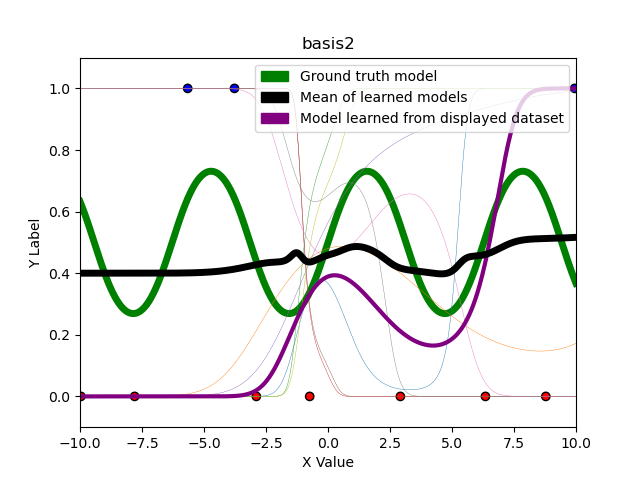 basis2
Ground truth model
Mean of learned models
Model learned from displayed dataset
1.0
0.8
0.6
0.4
0.2
0.0
Y Label
−10.0 −7.5 −5.0 −2.5 0.0 2.5 5.0 7.5 10.0
X Value